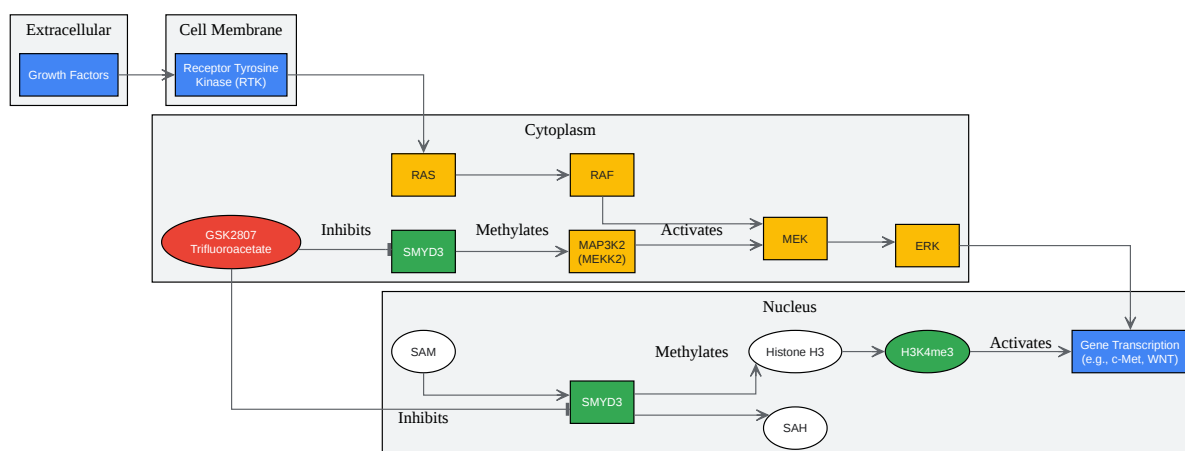 Extracellular
Cell Membrane
Growth Factors
Receptor Tyrosine
Kinase (RTK)
Cytoplasm
RAS
RAF
GSK2807
Trifluoroacetate
Inhibits
SMYD3
Methylates
MAP3K2
(MEKK2)
Activates
MEK
ERK
Nucleus
SAM
Methylates
Histone H3
H3K4me3
Activates
Gene Transcription
(e.g., c-Met, WNT)
Inhibits
SMYD3
SAH